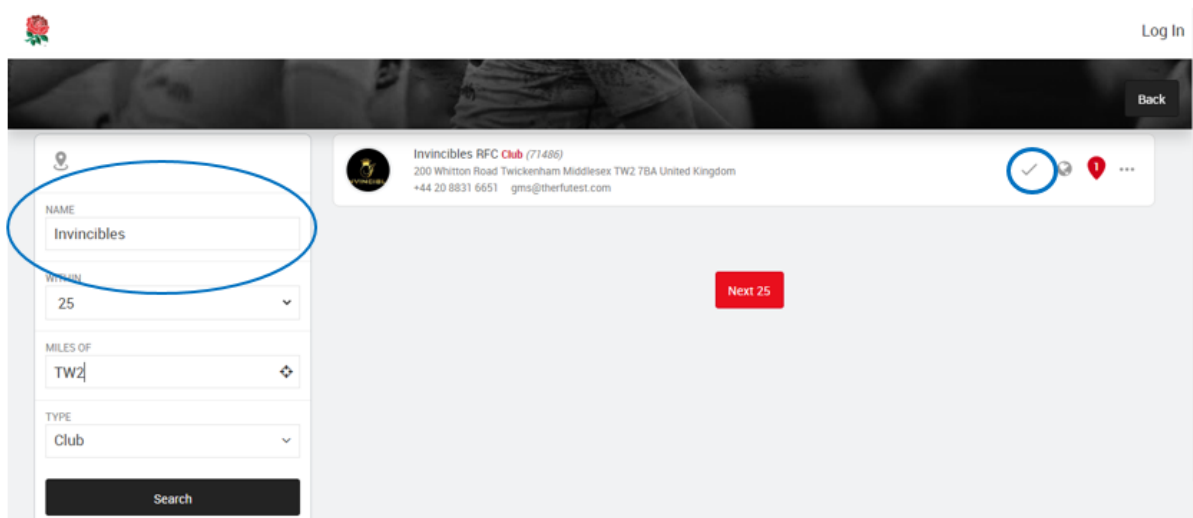 Log In
Back
NAME
Invincibles
WITHIN
25
MILES OF
TW2
TYPE
Club
Search
Invincibles RFC Club (71486)
200 Whitton Road Twickenham Middlesex TW2 7BA United Kingdom
+44 20 8831 6651 gms@therfutest.com
1
Next 25